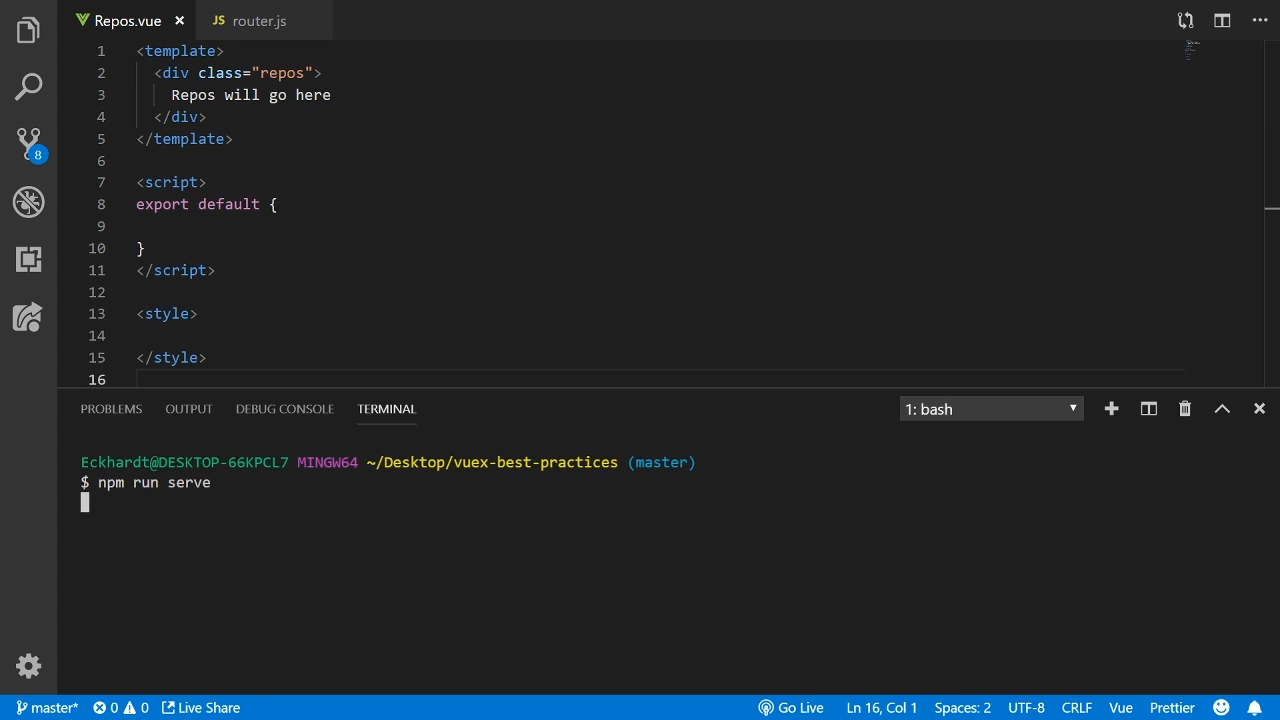 Repos.vue
JS router.js
1 <template>
2 <div class="repos">
3 Repos will go here
4 </div>
5 </template>
6
7 <script>
8 export default {
9
10 }
11 </script>
12
13 <style>
14
15 </style>
16
8
PROBLEMS OUTPUT DEBUG CONSOLE TERMINAL 1: bash
Eckhardt@DESKTOP-66KPCL7 MINGW64 ~/Desktop/vuex-best-practices (master)
$ npm run serve
master* 0 0 Live Share Go Live Ln 16, Col 1 Spaces: 2 UTF-8 CRLF Vue Prettier